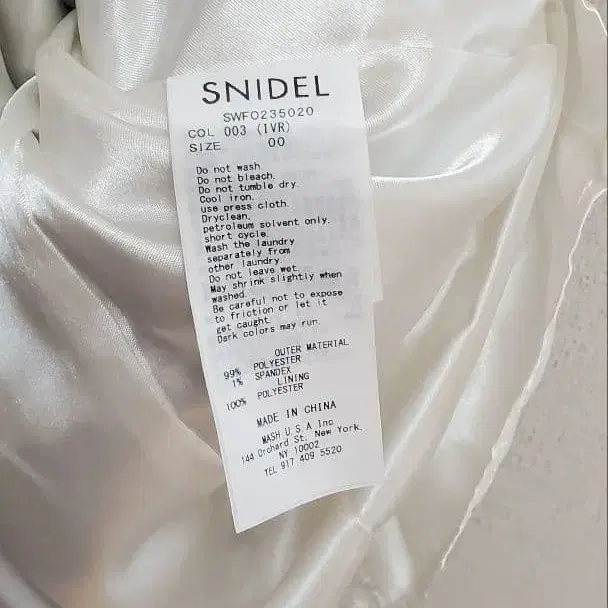 SNIDEL
SWFO235020
COL 003 (IVR)
SIZE 00
Do not wash
Do not bleach.
Do not tumble dry.
Cool iron.
use press cloth.
Dryclean,
petroleum solvent only.
short cycle.
Wash the laundry
separately from
other laundry.
Do not leave wet.
May shrink slightly when
washed.
Be careful not to expose
to friction or let it
get caught.
Dark colors may run.
OUTER MATERIAL
99% POLYESTER
1% SPANDEX
LINING
100% POLYESTER
MADE IN CHINA
MASH U.S.A Inc
144 Orchard St, New York,
NY 10002
TEL 917 409 5520